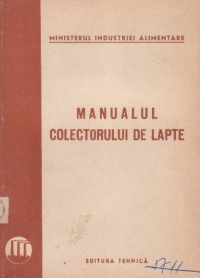 MINISTERUL INDUSTRIEI ALIMENTARE
MANUALUL
COLECTORULUI DE LAPTE
EDITURA TEHNICĂ